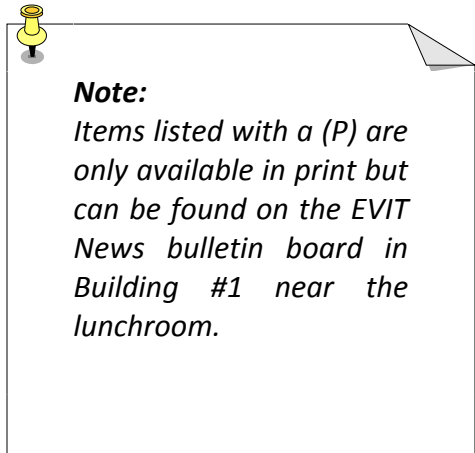 Note:
Items listed with a (P) are
only available in print but
can be found on the EVIT
News bulletin board in
Building #1 near the
lunchroom.